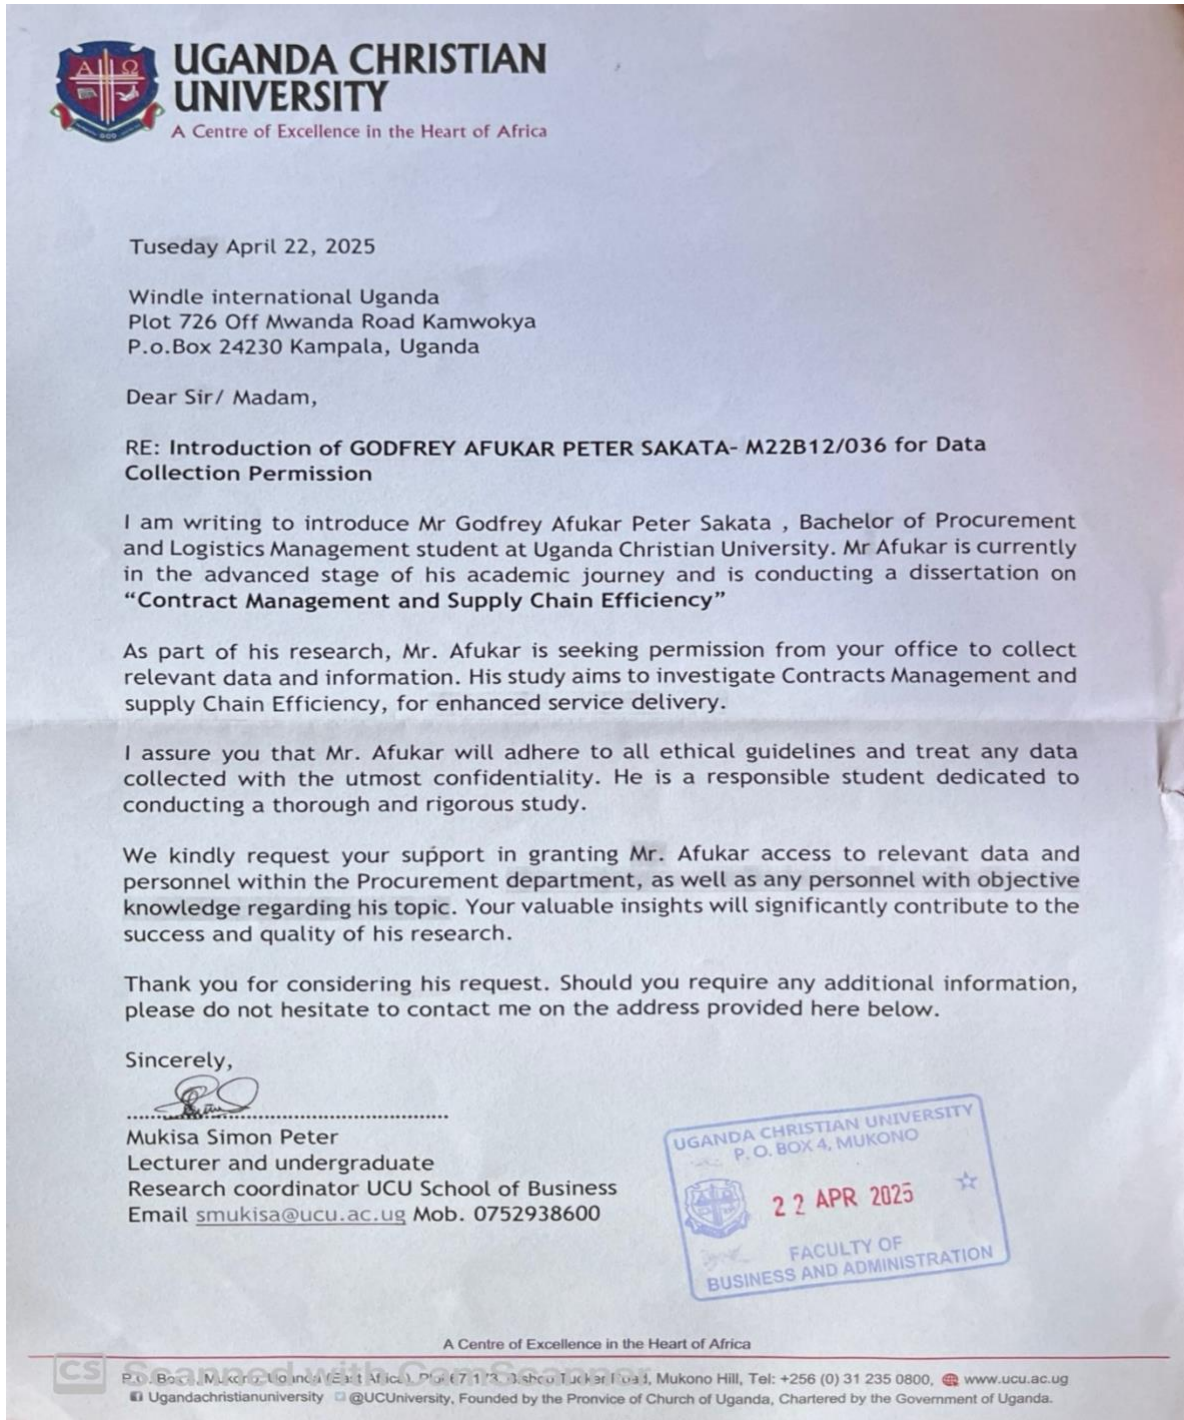 UGANDA CHRISTIAN
UNIVERSITY
A Centre of Excellence in the Heart of Africa
Tuseday April 22, 2025
Windle international Uganda
Plot 726 Off Mwanda Road Kamwokya
P.o.Box 24230 Kampala, Uganda
Dear Sir/ Madam,
RE: Introduction of GODFREY AFUKAR PETER SAKATA- M22B12/036 for Data
Collection Permission
I am writing to introduce Mr Godfrey Afukar Peter Sakata , Bachelor of Procurement
and Logistics Management student at Uganda Christian University. Mr Afukar is currently
in the advanced stage of his academic journey and is conducting a dissertation on
“Contract Management and Supply Chain Efficiency”
As part of his research, Mr. Afukar is seeking permission from your office to collect
relevant data and information. His study aims to investigate Contracts Management and
supply Chain Efficiency, for enhanced service delivery.
I assure you that Mr. Afukar will adhere to all ethical guidelines and treat any data
collected with the utmost confidentiality. He is a responsible student dedicated to
conducting a thorough and rigorous study.
We kindly request your support in granting Mr. Afukar access to relevant data and
personnel within the Procurement department, as well as any personnel with objective
knowledge regarding his topic. Your valuable insights will significantly contribute to the
success and quality of his research.
Thank you for considering his request. Should you require any additional information,
please do not hesitate to contact me on the address provided here below.
Sincerely,
Mukisa Simon Peter
Lecturer and undergraduate
Research coordinator UCU School of Business
Email smukisa@ucu.ac.ug Mob. 0752938600
UGANDA CHRISTIAN UNIVERSITY
P. O. BOX 4, MUKONO
22 APR 2025
FACULTY OF
BUSINESS AND ADMINISTRATION
A Centre of Excellence in the Heart of Africa
CS Scanned with CamScanner
Mukono Hill, Tel: +256 (0) 31 235 0800, www.ucu.ac.ug
Ugandachristianuniversity @UCUniversity, Founded by the Pronvice of Church of Uganda, Chartered by the Government of Uganda.